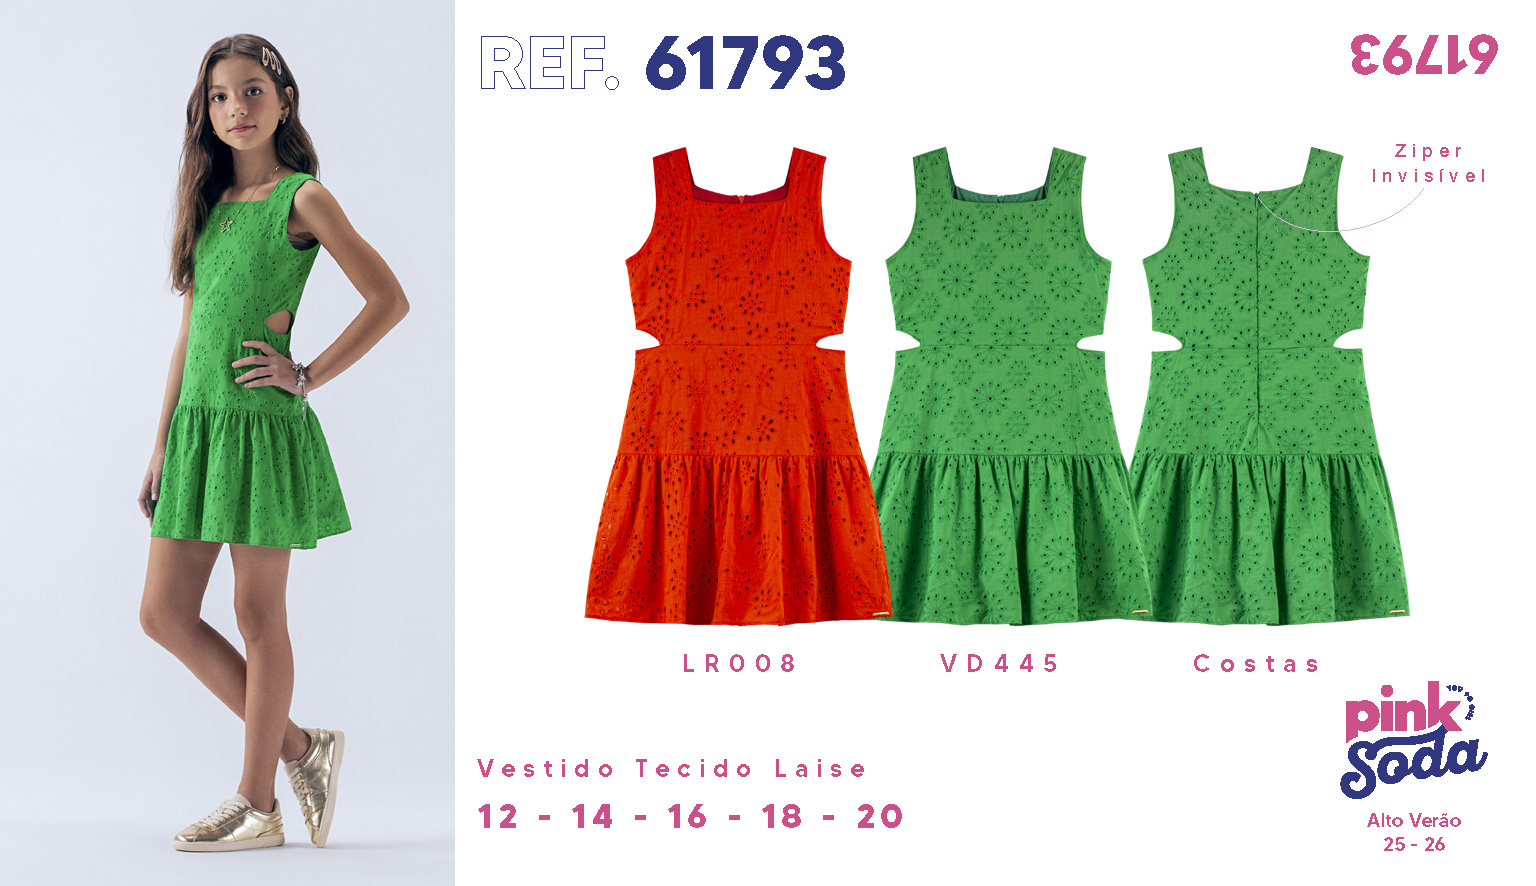 REF. 61793
61793
Ziper
Invisível
LR008
VD445
Costas
Vestido Tecido Laise
12 - 14 - 16 - 18 - 20
pink
Soda
Alto Verão
25 - 26